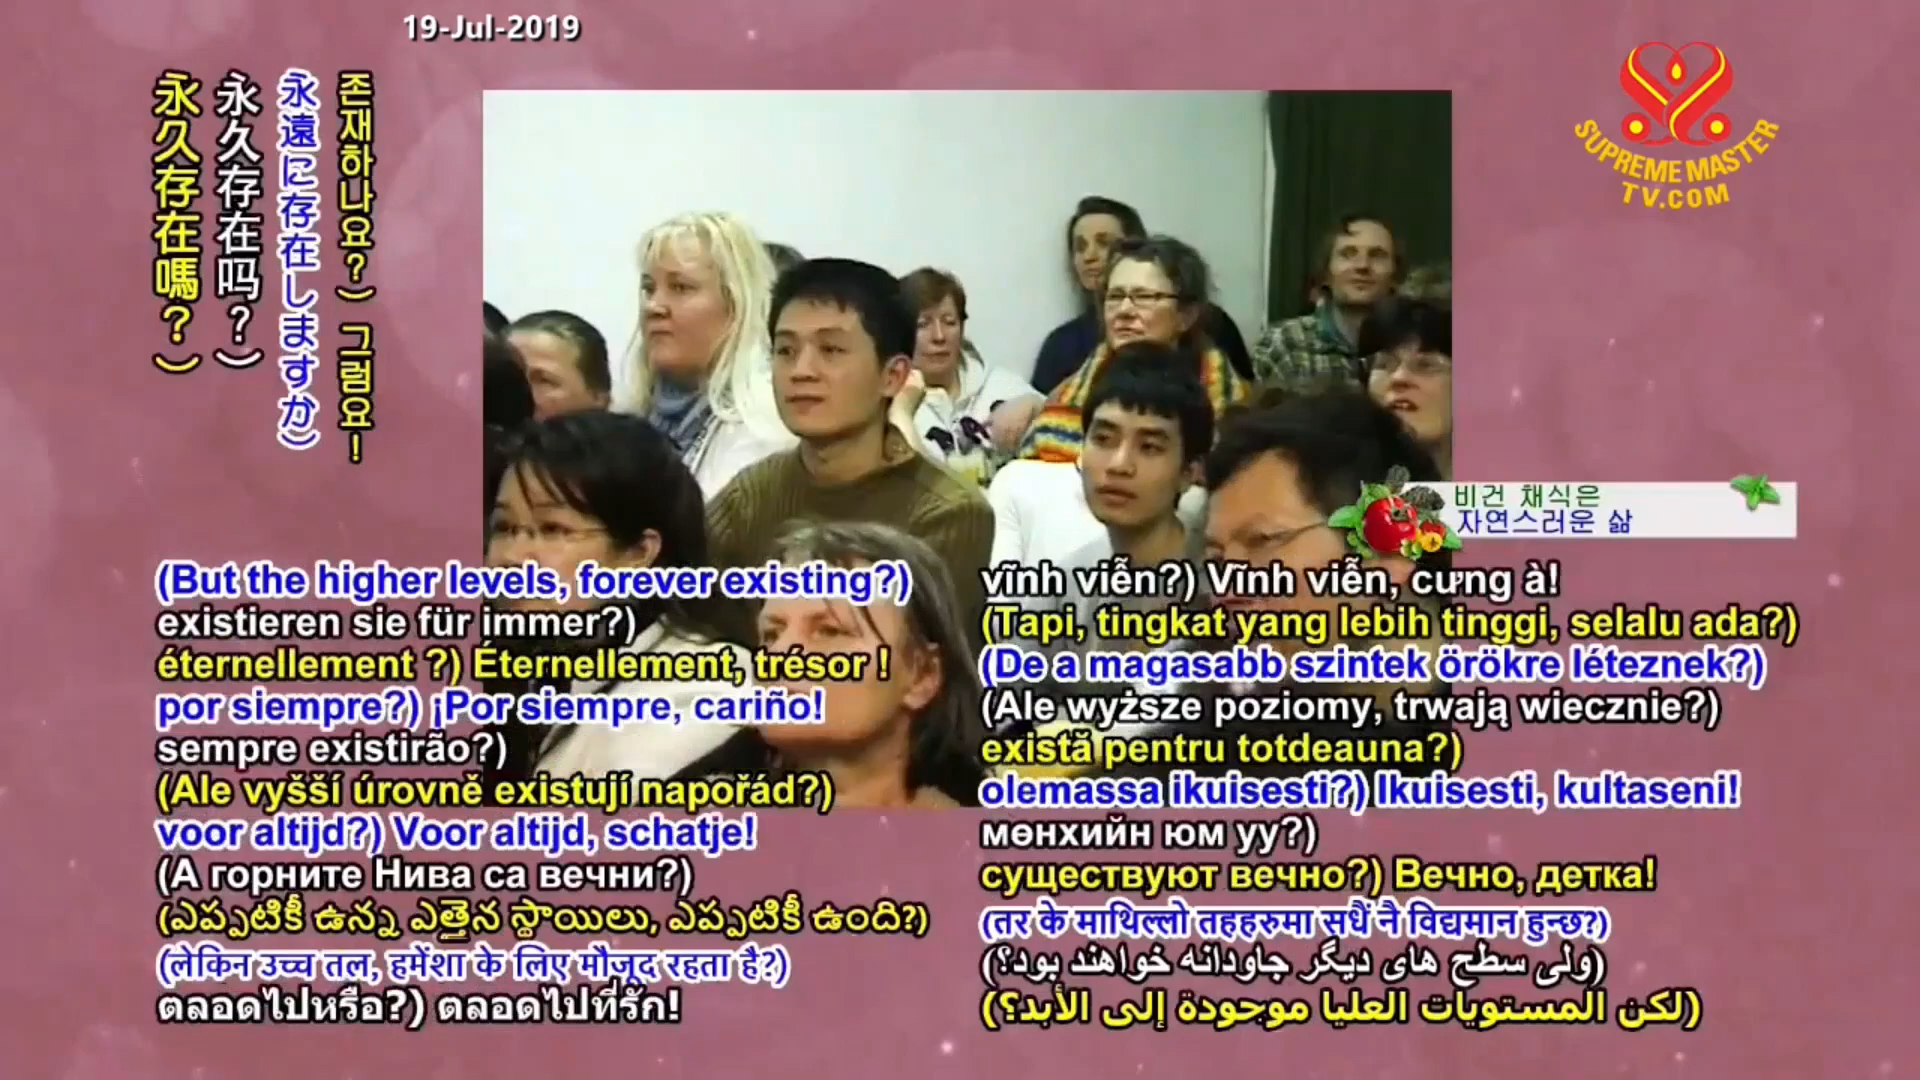 19-Jul-2019
존재하나요?) 그럼요!
永遠に存在しますか)
永久存在吗？)
永久存在嗎？)
SUPREME MASTER
TV.COM
비건 채식은
자연스러운 삶
(But the higher levels, forever existing?)
existieren sie für immer?)
éternellement ?) Éternellement, trésor !
por siempre?) ¡Por siempre, cariño!
sempre existirão?)
(Ale vyšší úrovně existují napořád?)
voor altijd?) Voor altijd, schatje!
(А горните Нива са вечни?)
(ఎప్పటికీ ఉన్న ఎత్తైన స్థాయిలు, ఎప్పటికీ ఉంది?)
(लेकिन उच्च तल, हमेंशा के लिए मौजूद रहता है?)
ตลอดไปหรือ?) ตลอดไปที่รัก!
vĩnh viễn?) Vĩnh viễn, cưng à!
(Tapi, tingkat yang lebih tinggi, selalu ada?)
(De a magasabb szintek örökre léteznek?)
(Ale wyższe poziomy, trwają wiecznie?)
există pentru totdeauna?)
olemassa ikuisesti?) Ikuisesti, kultaseni!
мөнхийн юм уу?)
существуют вечно?) Вечно, детка!
(तर के माथिल्लो तहहरुमा सधैं नै विद्यमान हुन्छ?)
(ولی سطح های دیگر جاودانه خواهند بود؟)
(لكن المستويات العليا موجودة إلى الأبد؟)